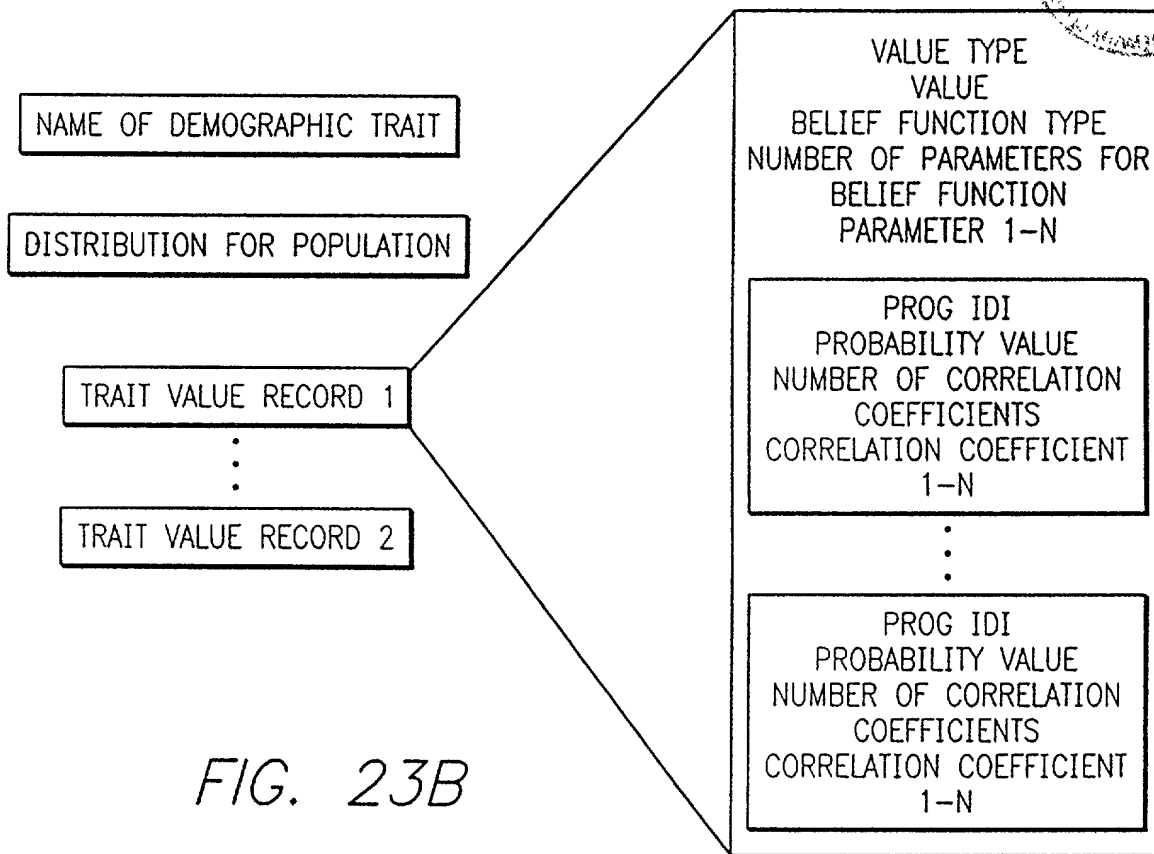 NAME OF DEMOGRAPHIC TRAIT
DISTRIBUTION FOR POPULATION
TRAIT VALUE RECORD 1
TRAIT VALUE RECORD 2
VALUE TYPE
VALUE
BELIEF FUNCTION TYPE
NUMBER OF PARAMETERS FOR
BELIEF FUNCTION
PARAMETER 1-N
PROG IDI
PROBABILITY VALUE
NUMBER OF CORRELATION
COEFFICIENTS
CORRELATION COEFFICIENT
1-N
PROG IDI
PROBABILITY VALUE
NUMBER OF CORRELATION
COEFFICIENTS
CORRELATION COEFFICIENT
1-N
FIG. 23B